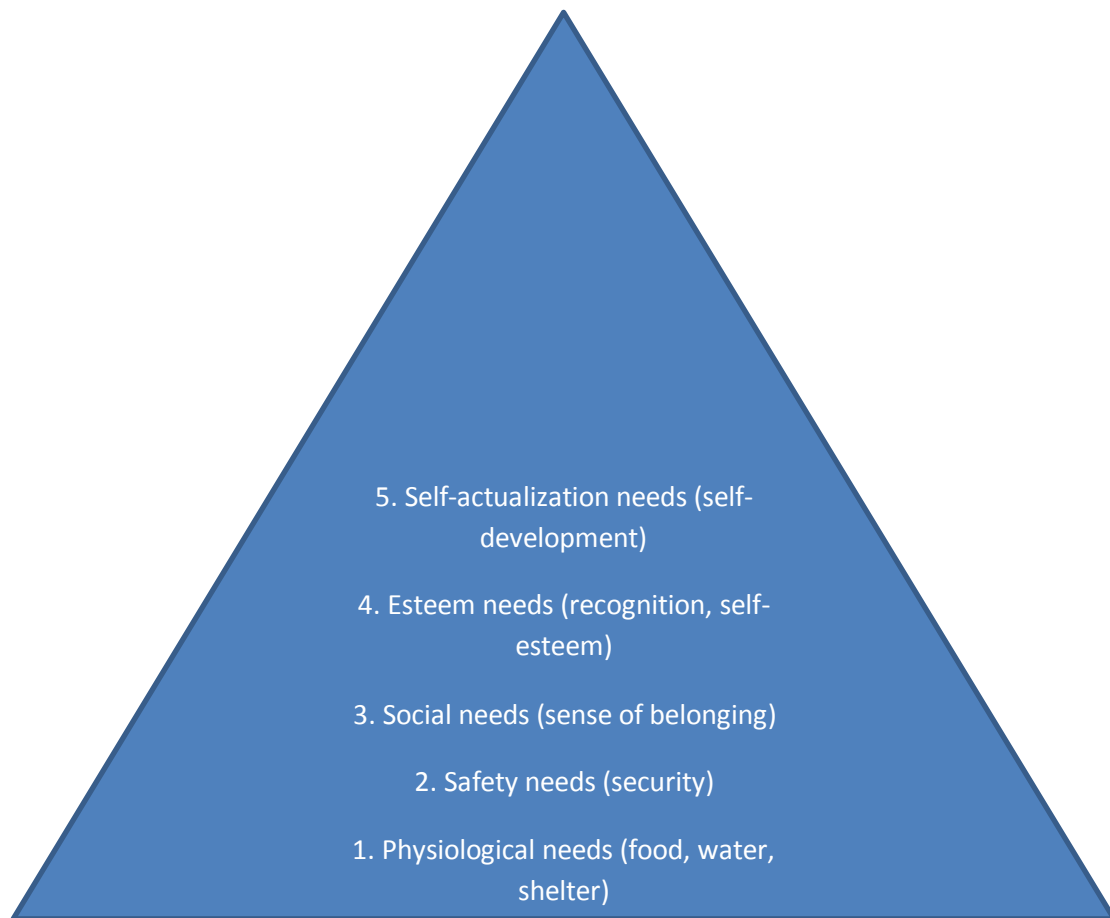 5. Self-actualization needs (self-
development)
4. Esteem needs (recognition, self-
esteem)
3. Social needs (sense of belonging)
2. Safety needs (security)
1. Physiological needs (food, water,
shelter)